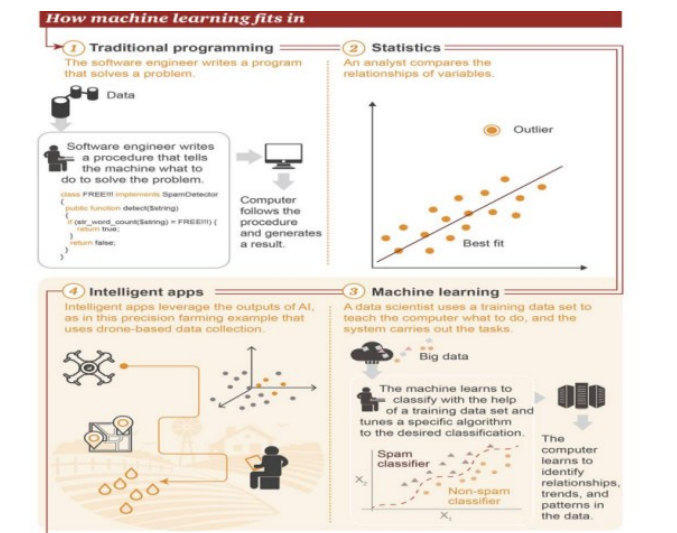 How machine learning fits in
1 Traditional programming
The software engineer writes a program
that solves a problem.
Data
Software engineer writes
a procedure that tells
the machine what to
do to solve the problem.
class FREE!!! implements SpamDetector
{
public function detect($string)
{
if (str_word_count($string) = FREE!!!) {
return true;
}
return false;
}
}
Computer
follows the
procedure
and generates
a result.
2 Statistics
An analyst compares the
relationships of variables.
Outlier
Best fit
4 Intelligent apps
Intelligent apps leverage the outputs of AI,
as in this precision farming example that
uses drone-based data collection.
3 Machine learning
A data scientist uses a training data set to
teach the computer what to do, and the
system carries out the tasks.
Big data
The machine learns to
classify with the help
of a training data set and
tunes a specific algorithm
to the desired classification.
Spam
classifier
X₂
Non-spam
classifier
X₁
The
computer
learns to
identify
relationships,
trends, and
patterns in
the data.